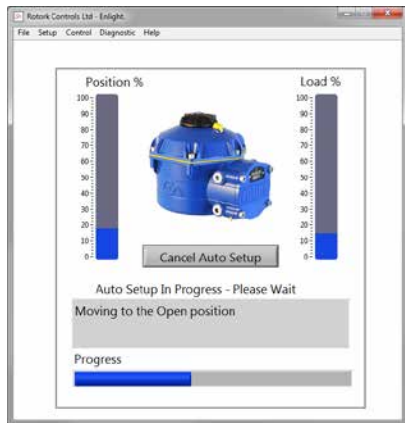 Rotork Controls Ltd - Enlight.
File Setup Control Diagnostic Help
Position %
Load %
100
90
80
70
60
50
40
30
20
10
0
100
90
80
70
60
50
40
30
20
10
0
Cancel Auto Setup
Auto Setup In Progress - Please Wait
Moving to the Open position
Progress